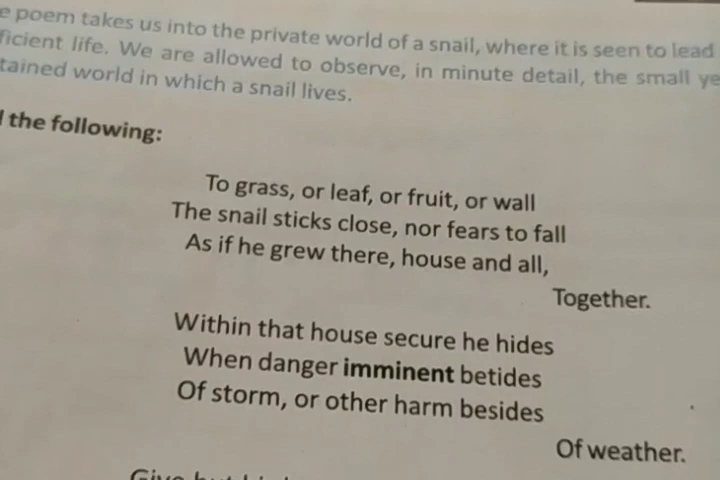 e poem takes us into the private world of a snail, where it is seen to lead
ficient life. We are allowed to observe, in minute detail, the small ye
tained world in which a snail lives.
the following:
To grass, or leaf, or fruit, or wall
The snail sticks close, nor fears to fall
As if he grew there, house and all,
Together.
Within that house secure he hides
When danger imminent betides
Of storm, or other harm besides
Of weather.